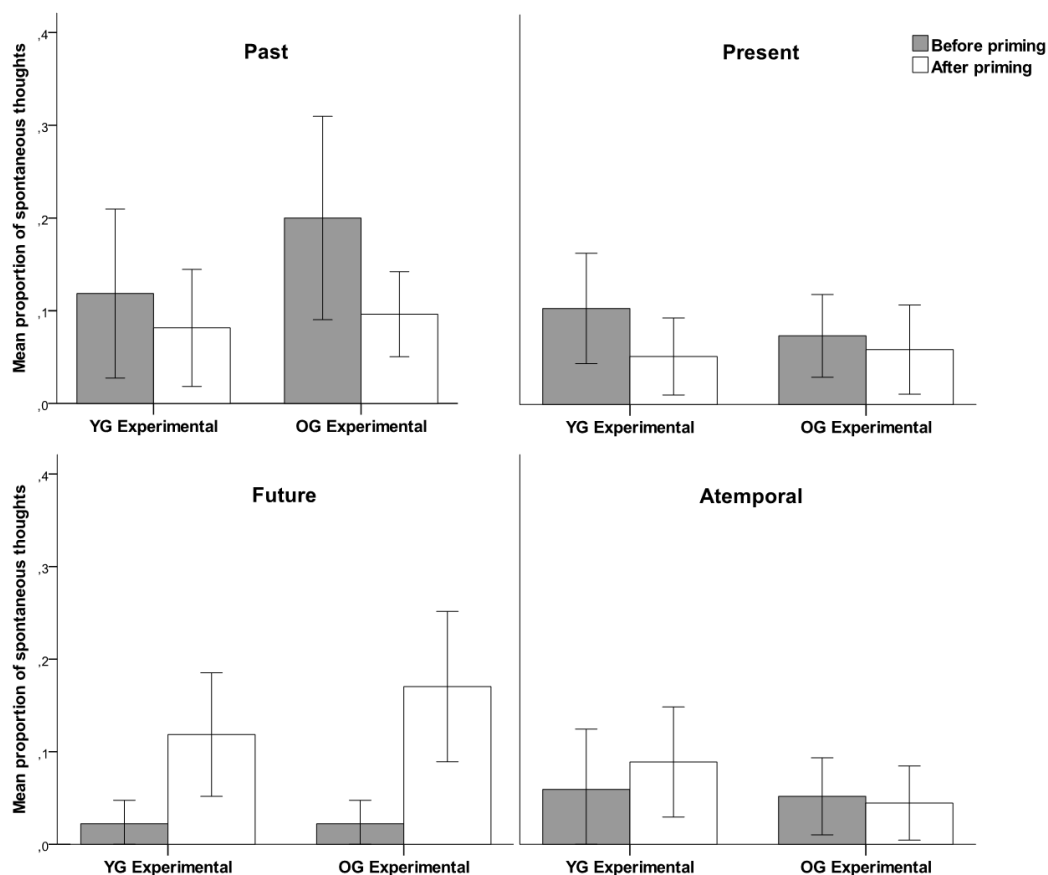 Past
Present
Before priming
After priming
Mean proportion of spontaneous thoughts
,4
,3
,2
,1
,0
YG Experimental
OG Experimental
YG Experimental
OG Experimental
Future
Atemporal
Mean proportion of spontaneous thoughts
,4
,3
,2
,1
,0
YG Experimental
OG Experimental
YG Experimental
OG Experimental